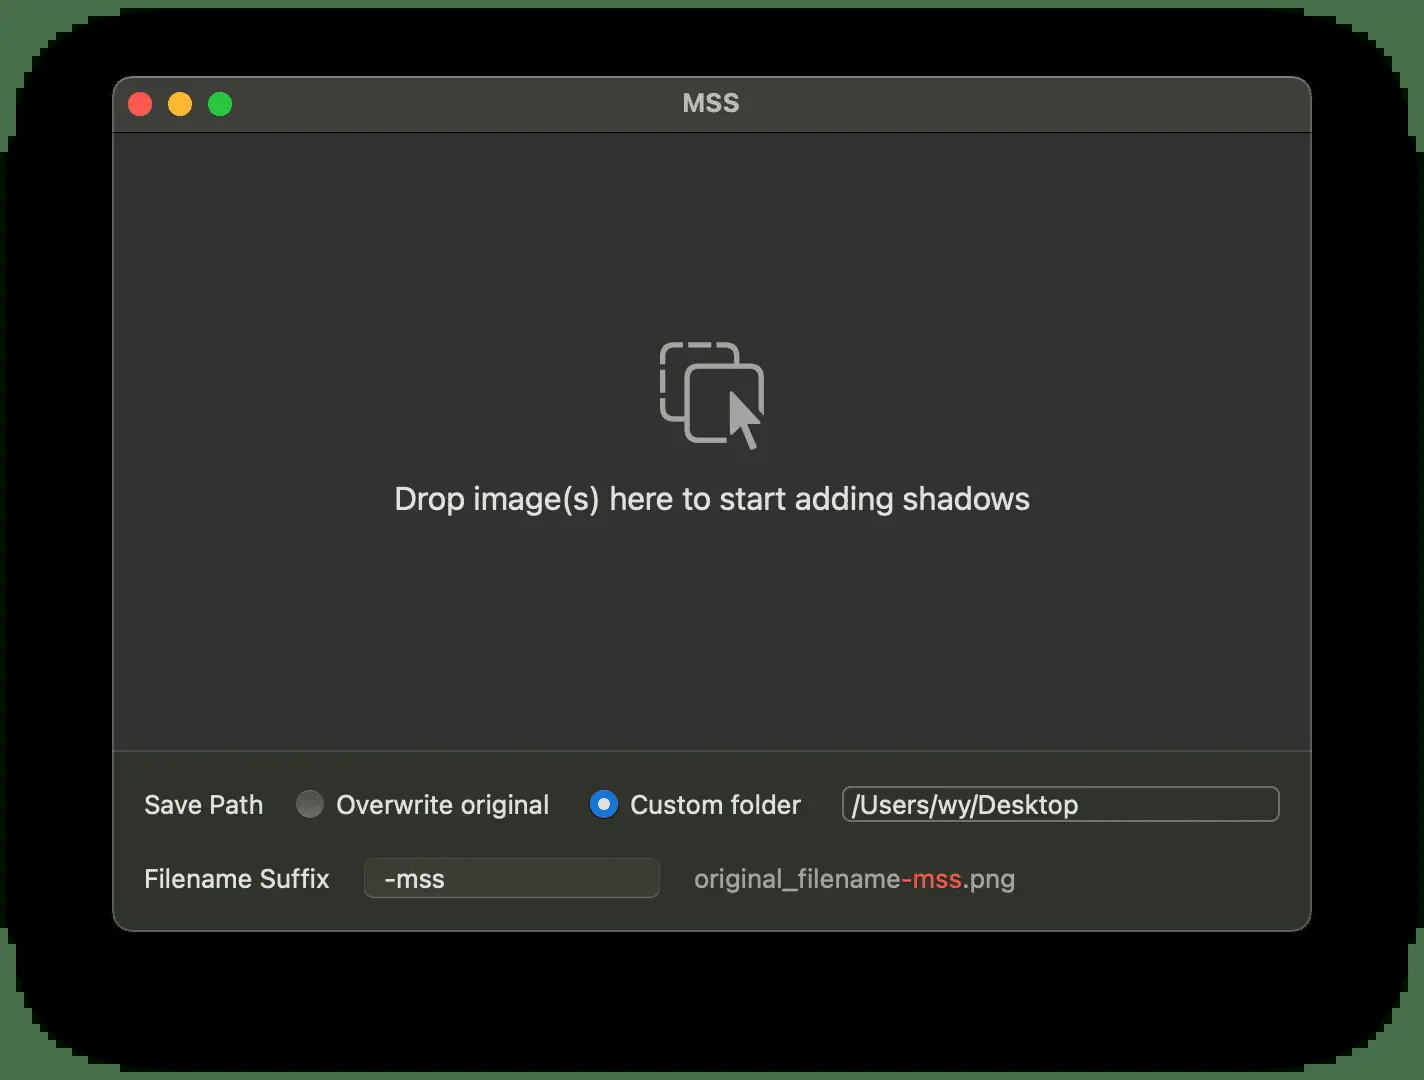 MSS
Drop image(s) here to start adding shadows
Save Path Overwrite original Custom folder /Users/wy/Desktop
Filename Suffix -mss original_filename-mss.png